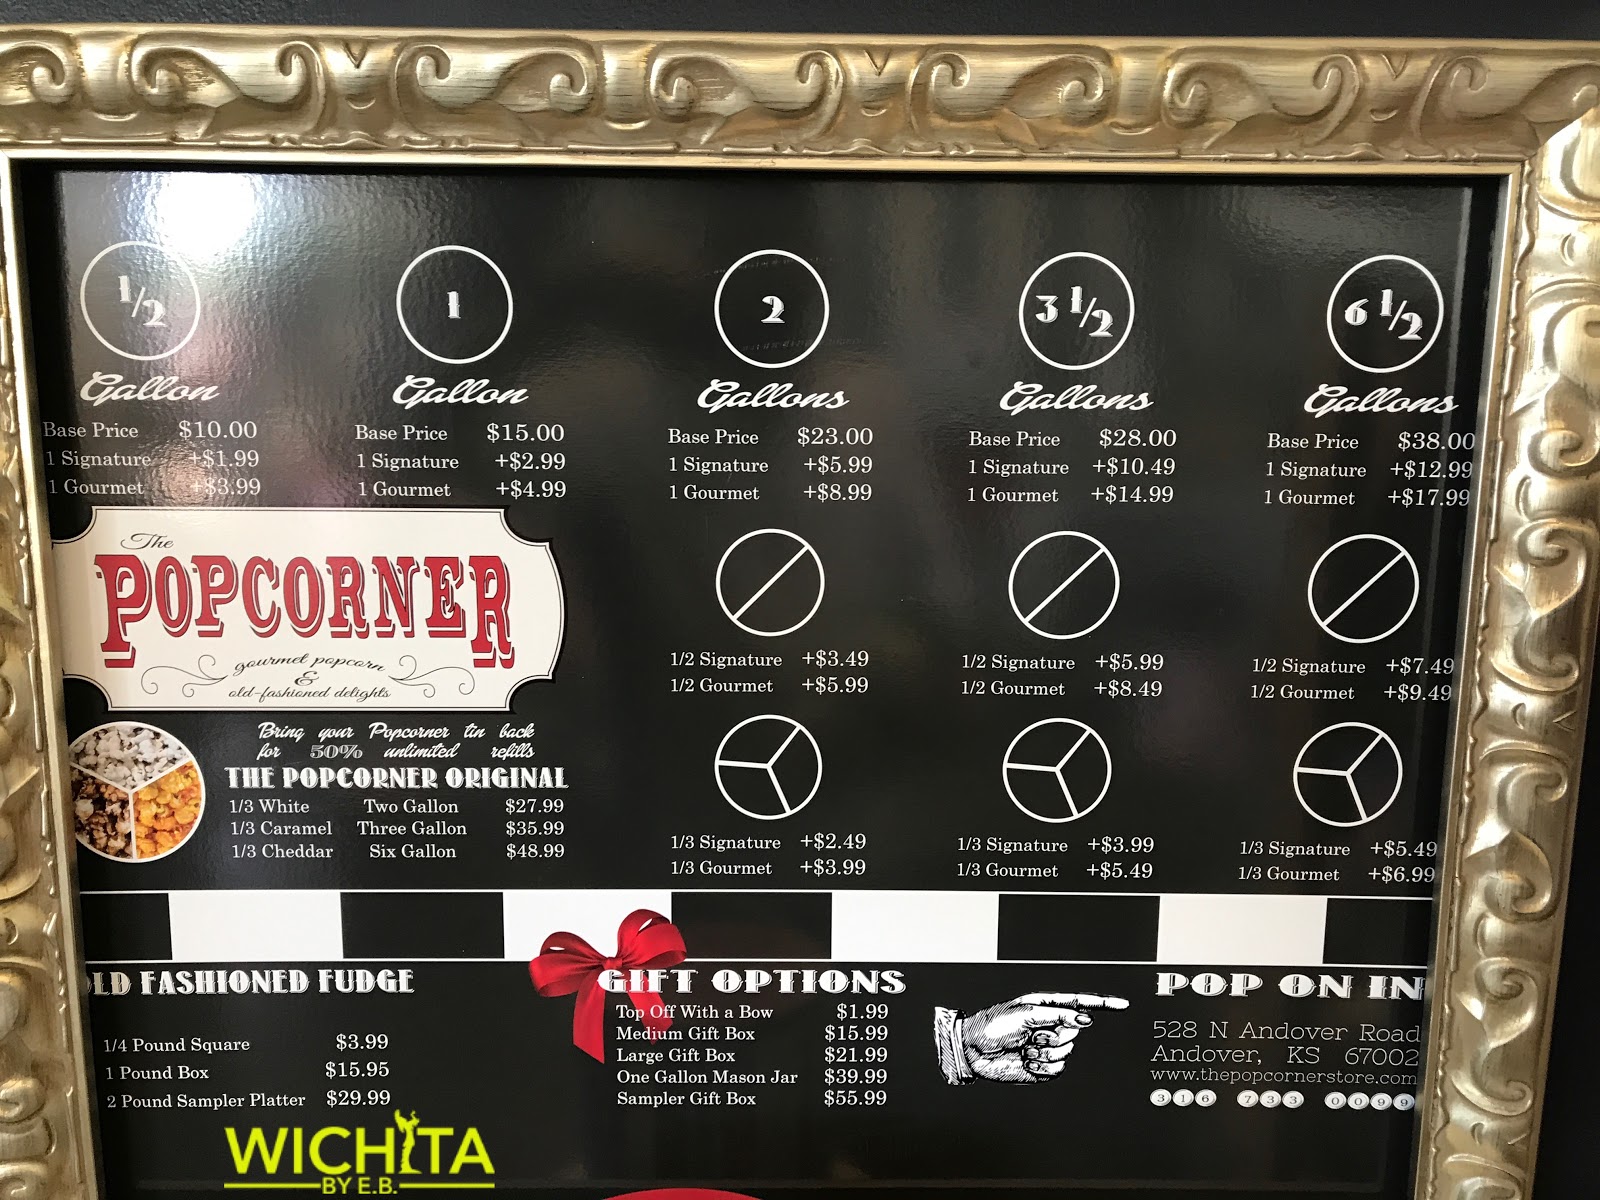 1/2
Gallon
Base Price $10.00
1 Signature +$1.99
1 Gourmet +$3.99
1
Gallon
Base Price $15.00
1 Signature +$2.99
1 Gourmet +$4.99
2
Gallons
Base Price $23.00
1 Signature +$5.99
1 Gourmet +$8.99
3 1/2
Gallons
Base Price $28.00
1 Signature +$10.49
1 Gourmet +$14.99
6 1/2
Gallons
Base Price $38.00
1 Signature +$12.99
1 Gourmet +$17.99
The
POPCORNER
gourmet popcorn
&
old-fashioned delights
1/2 Signature +$3.49
1/2 Gourmet +$5.99
1/2 Signature +$5.99
1/2 Gourmet +$8.49
1/2 Signature +$7.49
1/2 Gourmet +$9.49
Bring your Popcorner tin back
for 50% unlimited refills
THE POPCORNER ORIGINAL
1/3 White Two Gallon $27.99
1/3 Caramel Three Gallon $35.99
1/3 Cheddar Six Gallon $48.99
1/3 Signature +$2.49
1/3 Gourmet +$3.99
1/3 Signature +$3.99
1/3 Gourmet +$5.49
1/3 Signature +$5.49
1/3 Gourmet +$6.99
OLD FASHIONED FUDGE
1/4 Pound Square $3.99
1 Pound Box $15.95
2 Pound Sampler Platter $29.99
GIFT OPTIONS
Top Off With a Bow $1.99
Medium Gift Box $15.99
Large Gift Box $21.99
One Gallon Mason Jar $39.99
Sampler Gift Box $55.99
POP ON IN
528 N Andover Road
Andover, KS 67002
www.thepopcornerstore.com
316 733 0099
WICHITA
BY E.B.